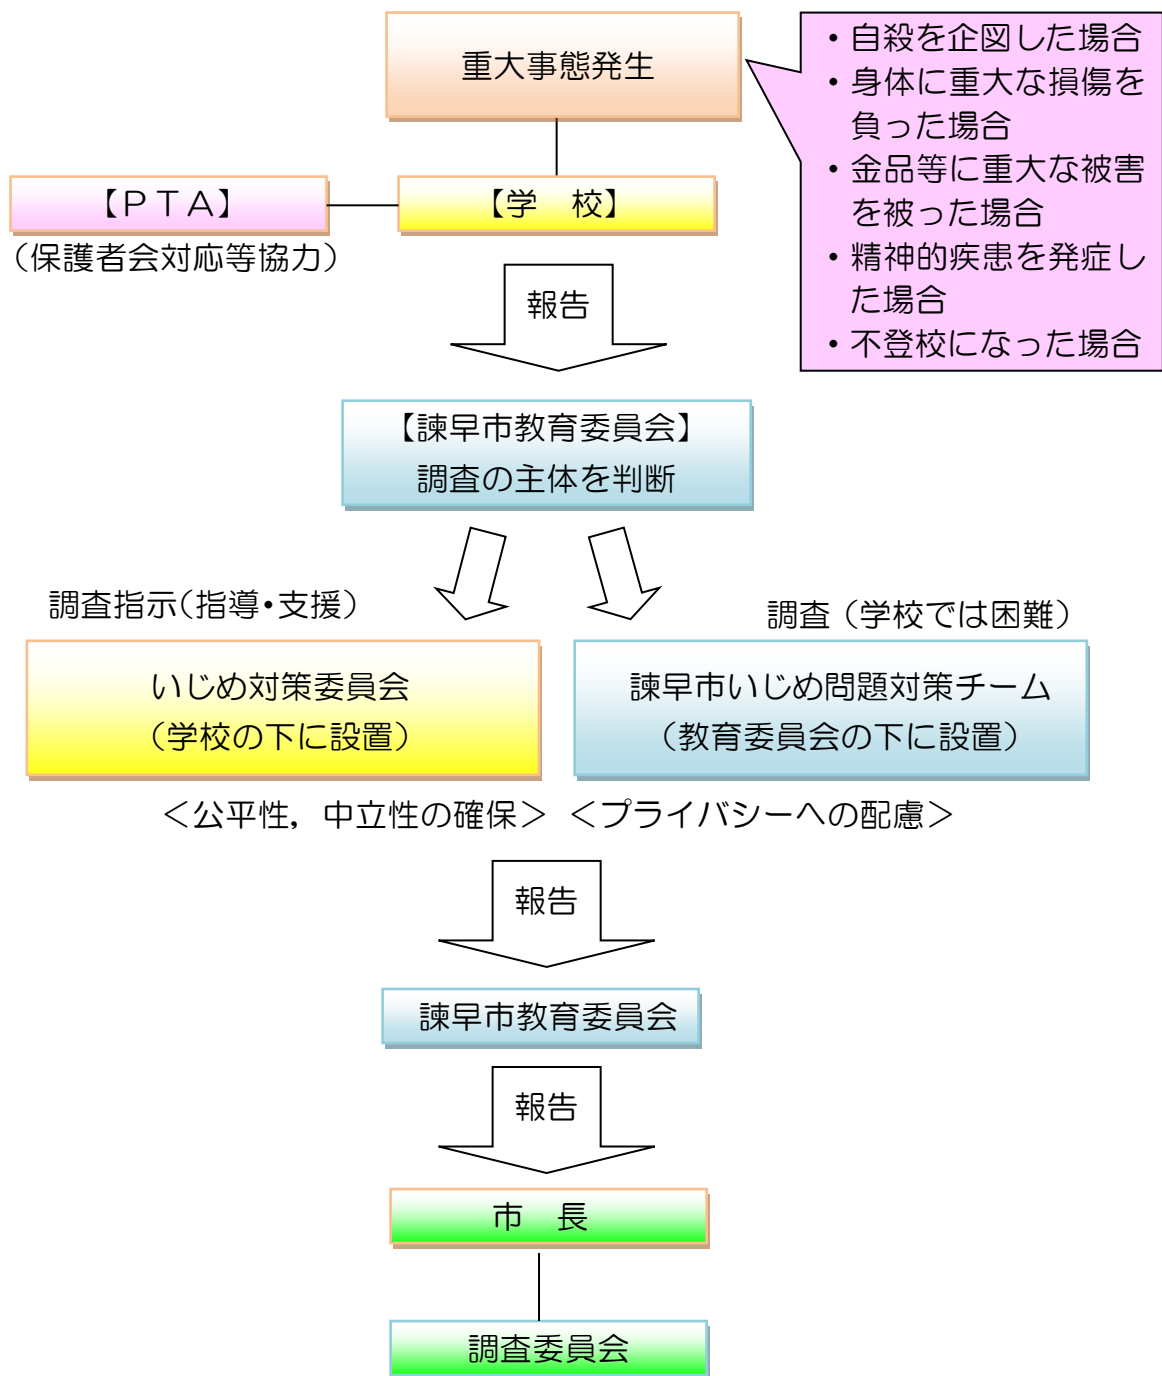 重大事態発生
・自殺を企図した場合
・身体に重大な損傷を
負った場合
・金品等に重大な被害
を被った場合
・精神的疾患を発症し
た場合
・不登校になった場合
【ＰＴＡ】
【学　校】
（保護者会対応等協力）
報告
【諫早市教育委員会】
調査の主体を判断
調査指示（指導・支援）
調査（学校では困難）
いじめ対策委員会
（学校の下に設置）
諫早市いじめ問題対策チーム
（教育委員会の下に設置）
＜公平性，中立性の確保＞　＜プライバシーへの配慮＞
報告
諫早市教育委員会
報告
市　長
調査委員会